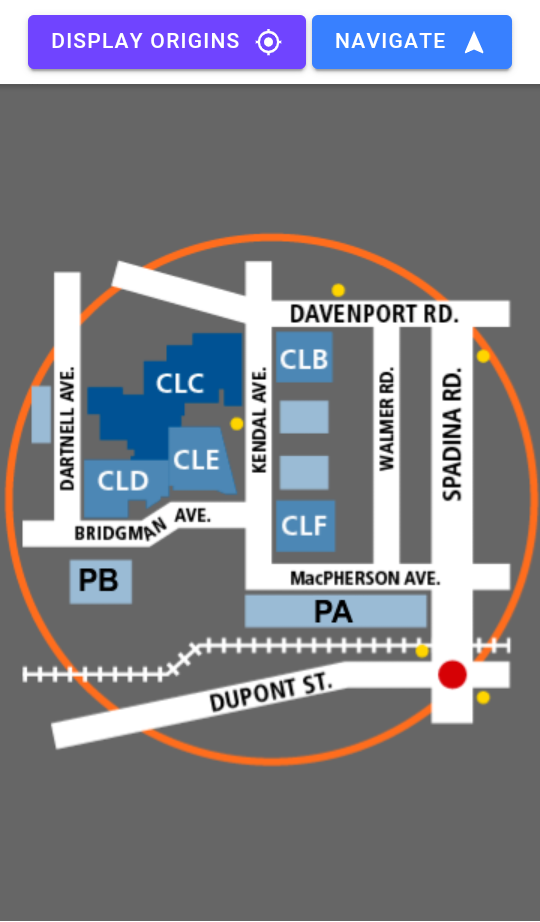 DISPLAY ORIGINS
NAVIGATE
DAVENPORT RD.
CLB
CLC
DARTNELL AVE.
KENDAL AVE.
WALMER RD.
SPADINA RD.
CLE
CLD
AVE.
BRIDGMAN
CLF
PB
MacPHERSON AVE.
PA
DUPONT ST.